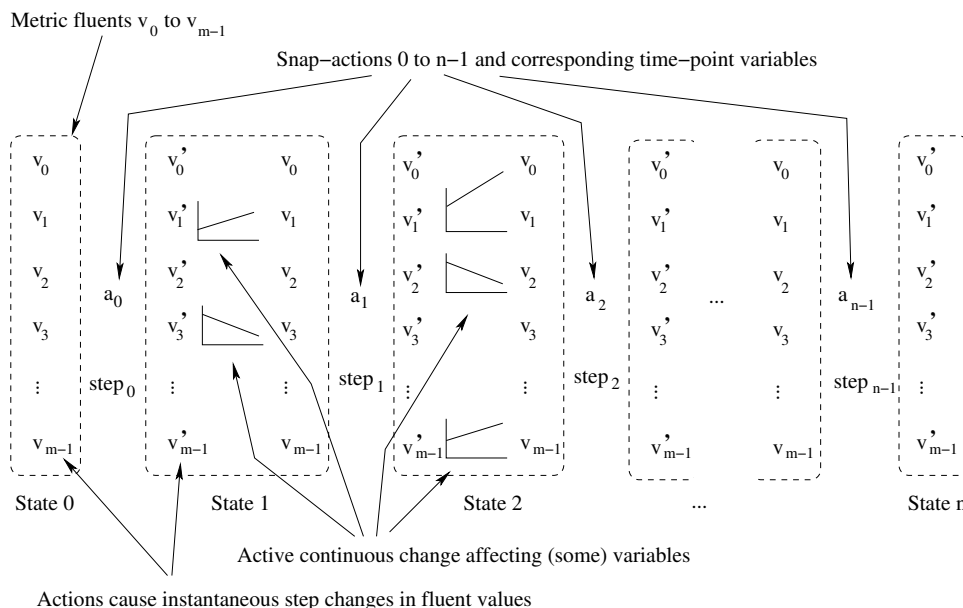 Metric fluents v0 to vm−1
Snap−actions 0 to n−1 and corresponding time−point variables
v0 v0' v0 v0' v0 v0' v0 v0'
v1 v1' v1 v1' v1 v1' v1 v1'
v2 v2' v2 v2' v2 v2' v2 v2'
a0 a1 a2 ... an−1
v3 v3' v3 v3' v3 v3' v3 v3'
... ... ... ... ... ... ... ...
step0 step1 step2 stepn−1
vm−1 v'm−1 vm−1 v'm−1 vm−1 v'm−1 vm−1 v'm−1
State 0 State 1 State 2 ... State n
Active continuous change affecting (some) variables
Actions cause instantaneous step changes in fluent values